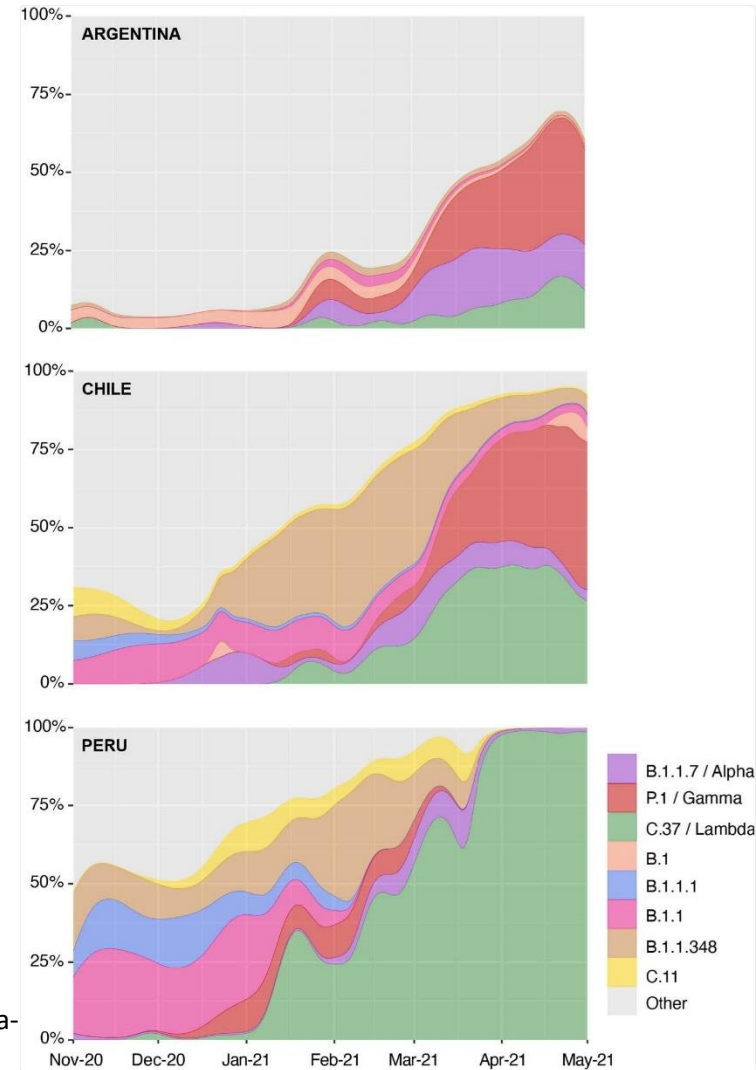 100%
ARGENTINA
75%
50%
25%
0%
100%
CHILE
75%
50%
25%
0%
100%
PERU
75%
50%
25%
0%
Nov-20 Dec-20 Jan-21 Feb-21 Mar-21 Apr-21 May-21
B.1.1.7 / Alpha
P.1 / Gamma
C.37 / Lambda
B.1
B.1.1.1
B.1.1
B.1.1.348
C.11
Other
a-